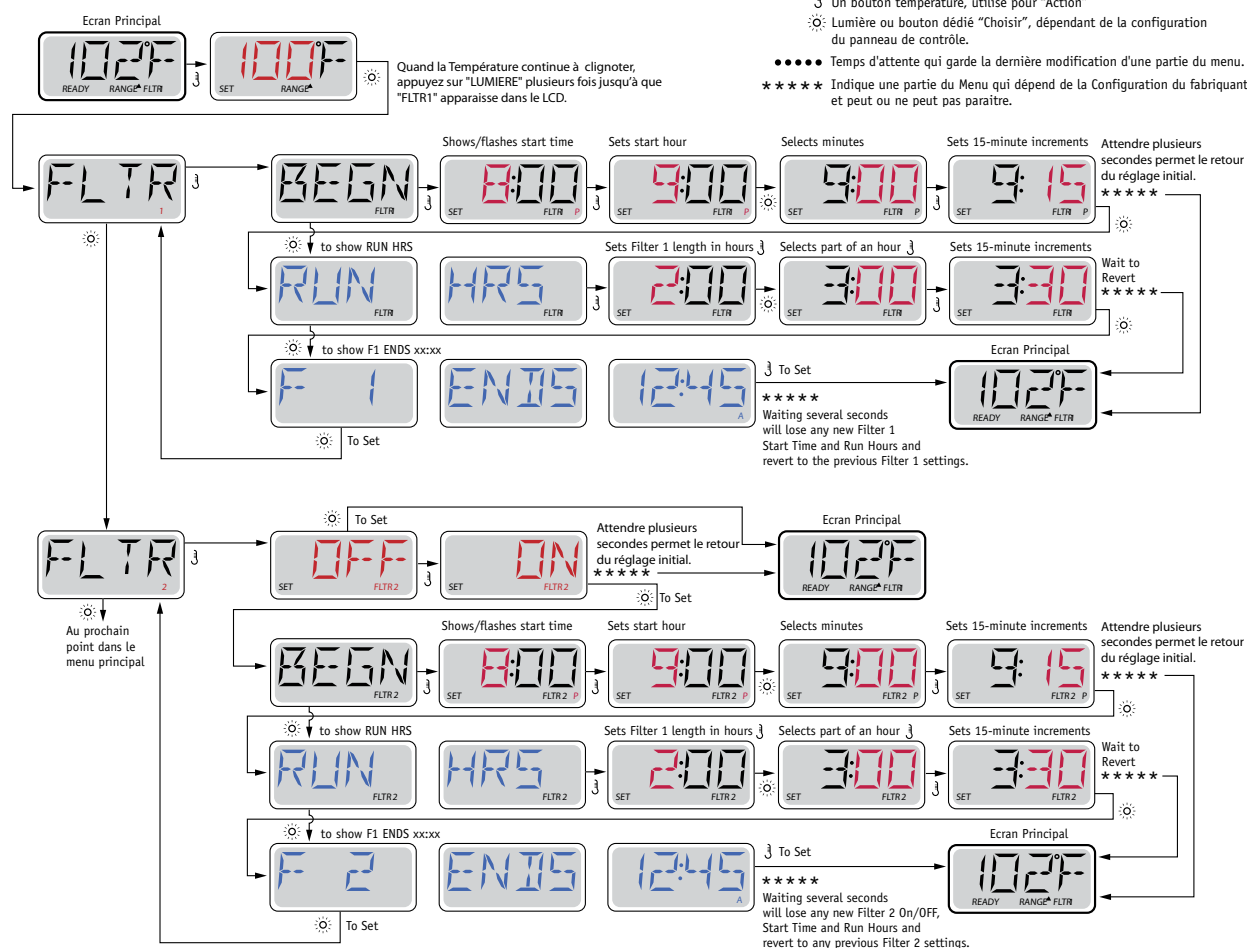 Un bouton température, utilisé pour "Action"
Ecran Principal
Lumière ou bouton dédié “Choisir”, dépendant de la configuration
du panneau de contrôle.
102°F
READY RANGE FLTR1
100°F
SET RANGE
Quand la Température continue à clignoter,
appuyez sur "LUMIERE" plusieurs fois jusqu'à que
"FLTR1" apparaisse dans le LCD.
Temps d'attente qui garde la dernière modification d'une partie du menu.
***** Indique une partie du Menu qui dépend de la Configuration du fabriquant
et peut ou ne peut pas paraitre.
Shows/flashes start time
Sets start hour
Selects minutes
Sets 15-minute increments
Attendre plusieurs
secondes permet le retour
du réglage initial.
*****
FLTR
1
BEGN
FLTR1
8:00
SET FLTR1 P
9:00
SET FLTR1 P
9:00
SET FLTR1 P
9:15
SET FLTR1 P
to show RUN HRS
Sets Filter 1 length in hours
Selects part of an hour
Sets 15-minute increments
Wait to
Revert
*****
RUN
FLTR1
HRS
FLTR1
2:00
SET FLTR1
3:00
SET FLTR1
3:30
SET FLTR1
to show F1 ENDS xx:xx
F 1
ENDS
12:45
A
To Set
*****
Waiting several seconds
will lose any new Filter 1
Start Time and Run Hours and
revert to the previous Filter 1 settings.
Ecran Principal
102°F
READY RANGE FLTR1
To Set
FLTR
2
To Set
OFF
SET FLTR2
ON
SET FLTR2
Attendre plusieurs
secondes permet le retour
du réglage initial.
*****
Ecran Principal
102°F
READY RANGE FLTR1
To Set
Au prochain
point dans le
menu principal
Shows/flashes start time
Sets start hour
Selects minutes
Sets 15-minute increments
Attendre plusieurs
secondes permet le retour
du réglage initial.
*****
BEGN
FLTR2
8:00
SET FLTR2 P
9:00
SET FLTR2 P
9:00
SET FLTR2 P
9:15
SET FLTR2 P
to show RUN HRS
Sets Filter 1 length in hours
Selects part of an hour
Sets 15-minute increments
Wait to
Revert
*****
RUN
FLTR2
HRS
FLTR2
2:00
SET FLTR2
3:00
SET FLTR2
3:30
SET FLTR2
to show F1 ENDS xx:xx
F 2
ENDS
12:45
A
To Set
*****
Waiting several seconds
will lose any new Filter 2 On/OFF,
Start Time and Run Hours and
revert to any previous Filter 2 settings.
Ecran Principal
102°F
READY RANGE FLTR1
To Set